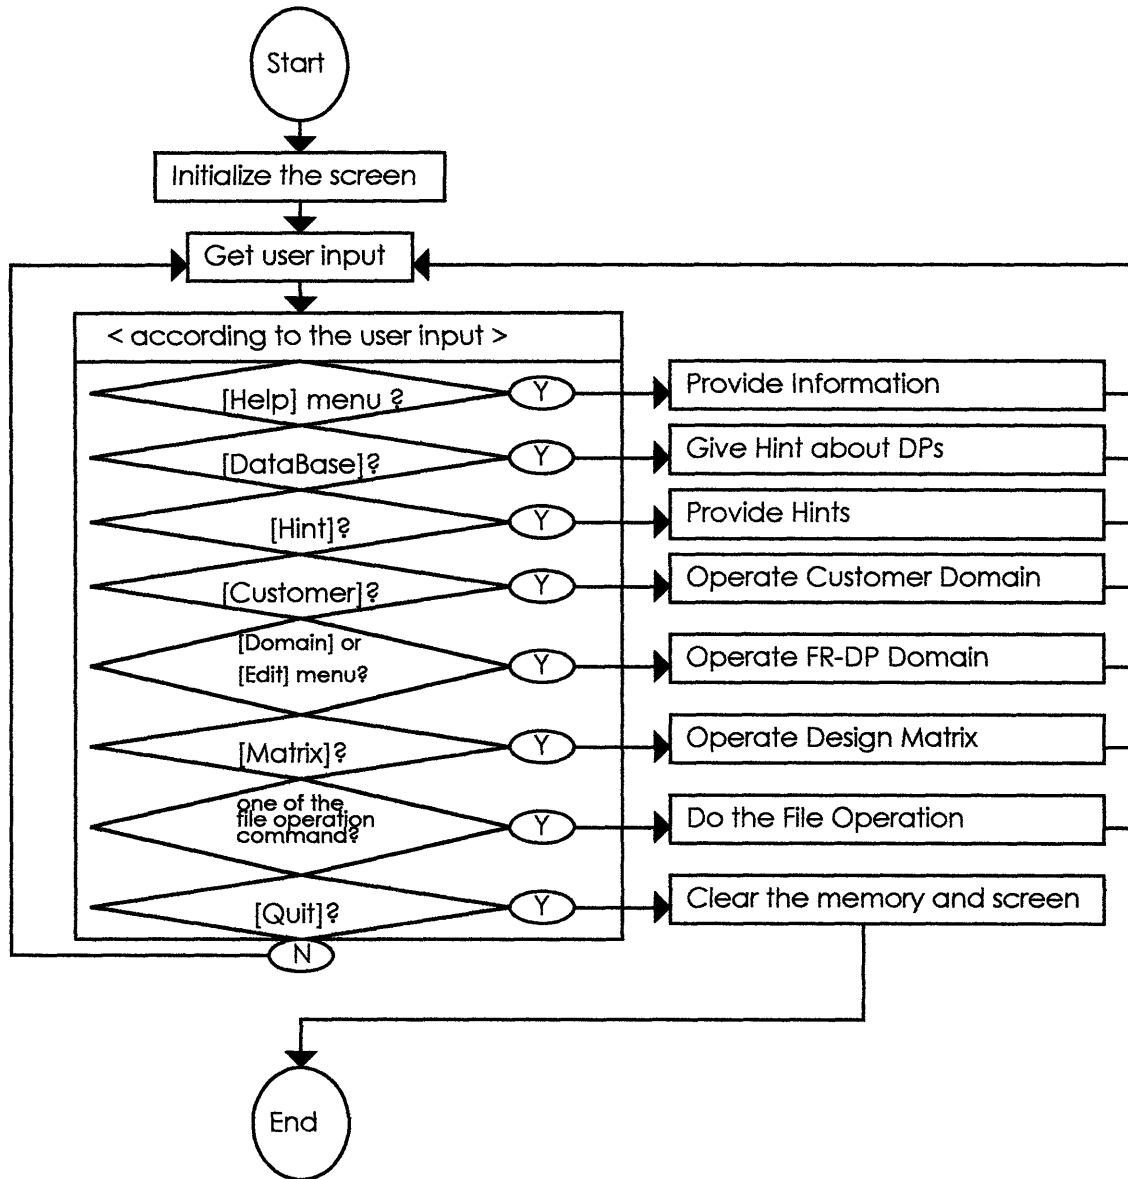 Start
Initialize the screen
Get user input
< according to the user input >
[Help] menu ?
Y
Provide Information
[DataBase]?
Y
Give Hint about DPs
[Hint]?
Y
Provide Hints
[Customer]?
Y
Operate Customer Domain
[Domain] or
[Edit] menu?
Y
Operate FR-DP Domain
[Matrix]?
Y
Operate Design Matrix
one of the
file operation
command?
Y
Do the File Operation
[Quit]?
Y
Clear the memory and screen
N
End